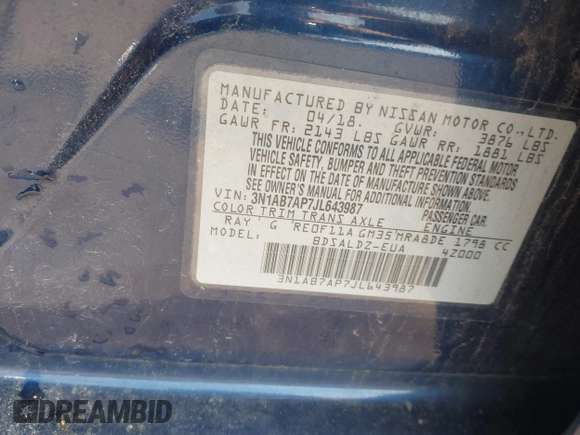 MANUFACTURED BY NISSAN MOTOR CO., LTD.
DATE: 04/18. GVWR: 3876 LBS
GAWR FR: 2143 LBS GAWR RR: 1881 LBS
THIS VEHICLE CONFORMS TO ALL APPLICABLE FEDERAL MOTOR
VEHICLE SAFETY, BUMPER AND THEFT PREVENTION STANDARDS
IN EFFECT ON THE DATE OF MANUFACTURE SHOWN ABOVE.
SEE OWNER'S MANUAL FOR ADDITIONAL INFORMATION
VIN: 3N1AB7AP7JL643987 PASSENGER CAR.
COLOR TRIM TRANS AXLE ENGINE
RAY G RE0F11A GM35 MRA8DE 1798 CC
MODEL: BDSALDZ-EUA 4Z000
3N1AB7AP7JL643987
DREAMBID